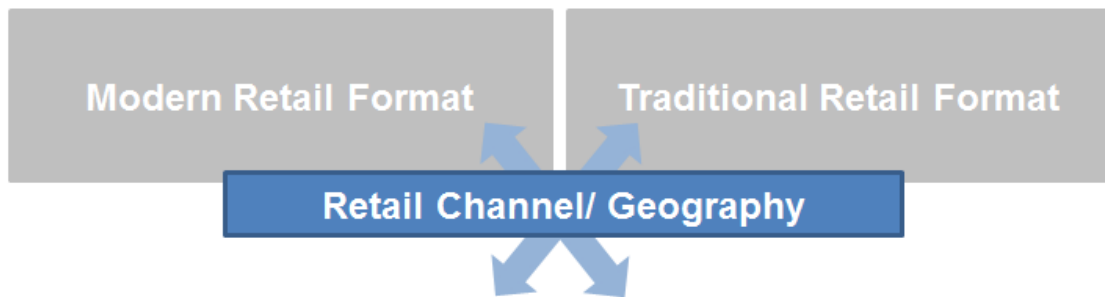 Modern Retail Format
Traditional Retail Format
Retail Channel/ Geography